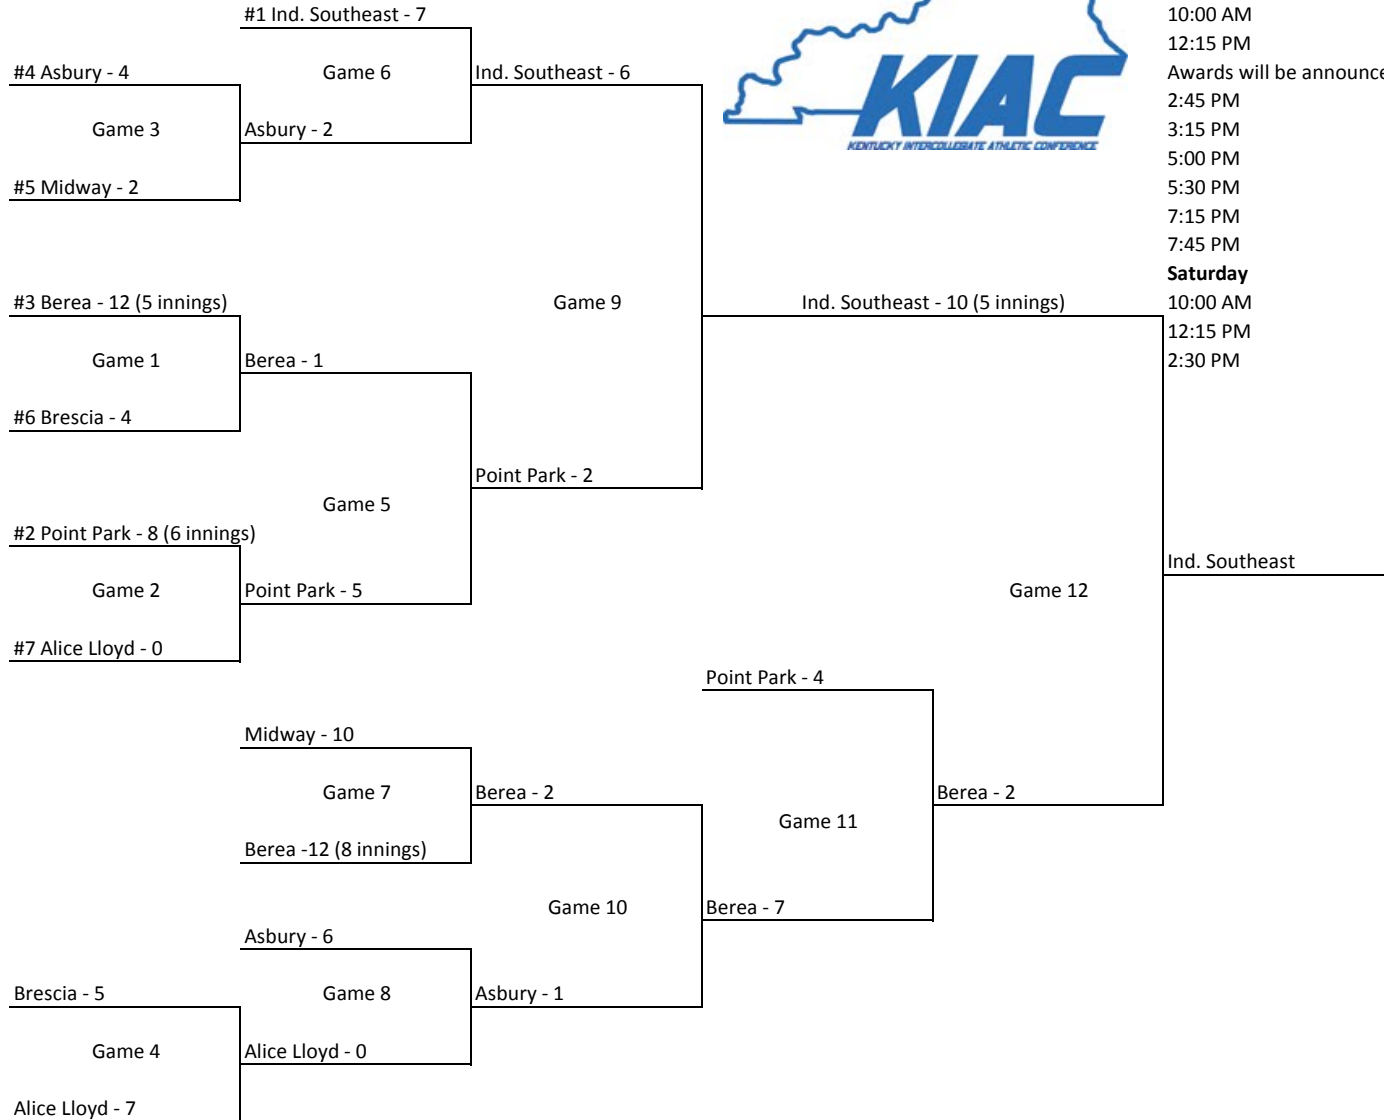 #1 Ind. Southeast - 7
10:00 AM
12:15 PM
#4 Asbury - 4
Game 6
Ind. Southeast - 6
KIAC
Awards will be announce
2:45 PM
Game 3
Asbury - 2
3:15 PM
KENTUCKY INTERCOLLEGIATE ATHLETIC CONFERENCE
5:00 PM
#5 Midway - 2
5:30 PM
7:15 PM
7:45 PM
Saturday
#3 Berea - 12 (5 innings)
Game 9
Ind. Southeast - 10 (5 innings)
10:00 AM
12:15 PM
Game 1
Berea - 1
2:30 PM
#6 Brescia - 4
Point Park - 2
Game 5
#2 Point Park - 8 (6 innings)
Ind. Southeast
Game 2
Point Park - 5
Game 12
#7 Alice Lloyd - 0
Point Park - 4
Midway - 10
Game 7
Berea - 2
Berea - 2
Game 11
Berea -12 (8 innings)
Game 10
Berea - 7
Asbury - 6
Brescia - 5
Game 8
Asbury - 1
Game 4
Alice Lloyd - 0
Alice Lloyd - 7